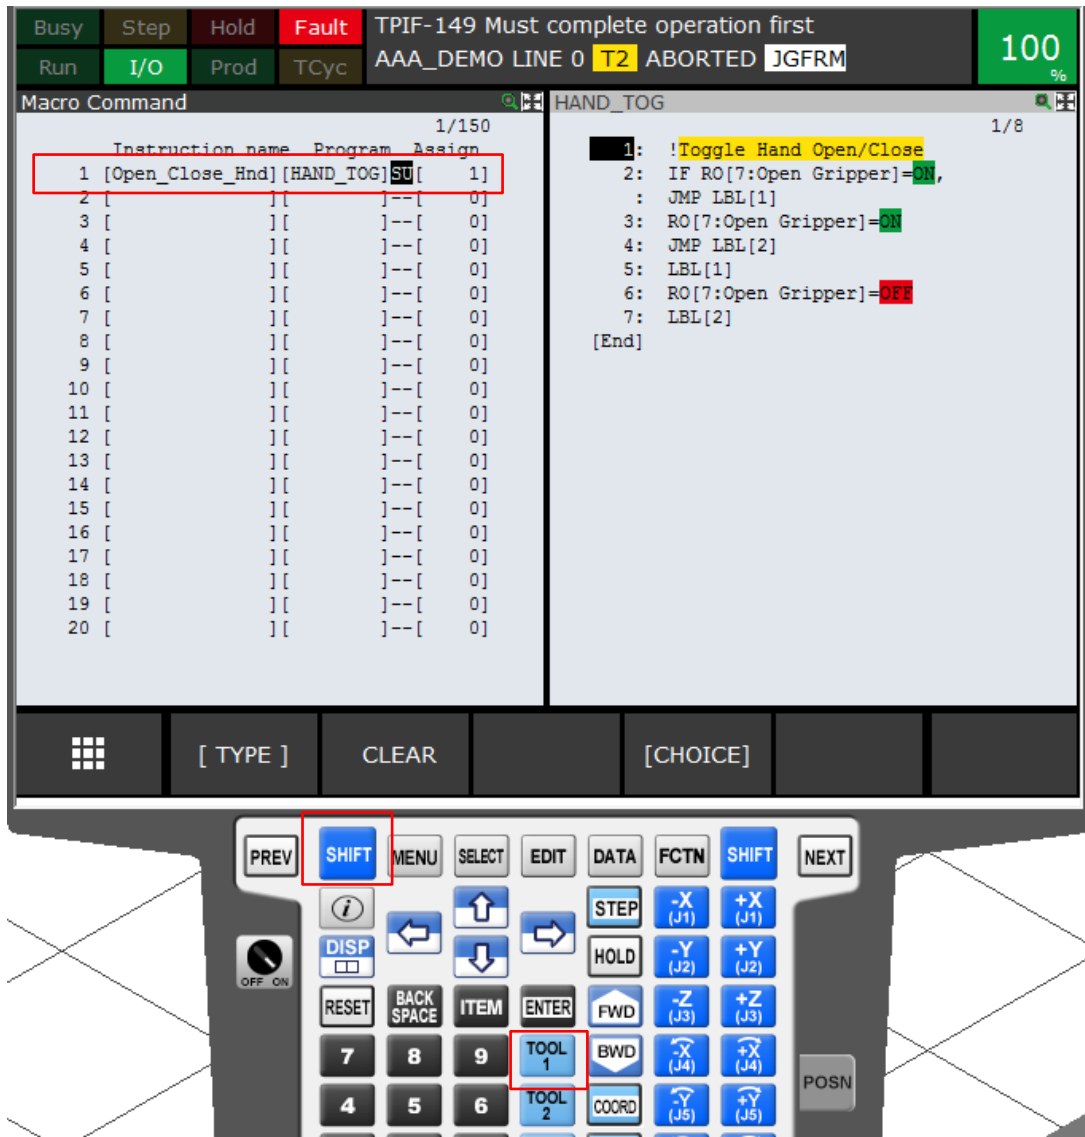 Busy Step Hold Fault TPIF-149 Must complete operation first
Run I/O Prod TCyc AAA_DEMO LINE 0 T2 ABORTED JGFRM
100
%
Macro Command
1/150
Instruction name Program Assign
1 [Open_Close_Hnd][HAND_TOG]SU[ 1]
2 [ ][ ]--[ 0]
3 [ ][ ]--[ 0]
4 [ ][ ]--[ 0]
5 [ ][ ]--[ 0]
6 [ ][ ]--[ 0]
7 [ ][ ]--[ 0]
8 [ ][ ]--[ 0]
9 [ ][ ]--[ 0]
10 [ ][ ]--[ 0]
11 [ ][ ]--[ 0]
12 [ ][ ]--[ 0]
13 [ ][ ]--[ 0]
14 [ ][ ]--[ 0]
15 [ ][ ]--[ 0]
16 [ ][ ]--[ 0]
17 [ ][ ]--[ 0]
18 [ ][ ]--[ 0]
19 [ ][ ]--[ 0]
20 [ ][ ]--[ 0]
HAND_TOG
1/8
1: !Toggle Hand Open/Close
2: IF RO[7:Open Gripper]=ON,
: JMP LBL[1]
3: RO[7:Open Gripper]=ON
4: JMP LBL[2]
5: LBL[1]
6: RO[7:Open Gripper]=OFF
7: LBL[2]
[End]
[ TYPE ] CLEAR [CHOICE]
PREV SHIFT MENU SELECT EDIT DATA FCTN SHIFT NEXT
i STEP -X (J1) +X (J1)
DISP HOLD -Y (J2) +Y (J2)
OFF ON
RESET BACK SPACE ITEM ENTER FWD -Z (J3) +Z (J3)
7 8 9 TOOL 1 BWD -X (J4) +X (J4)
POSN
4 5 6 TOOL 2 COORD -Y (J5) +Y (J5)